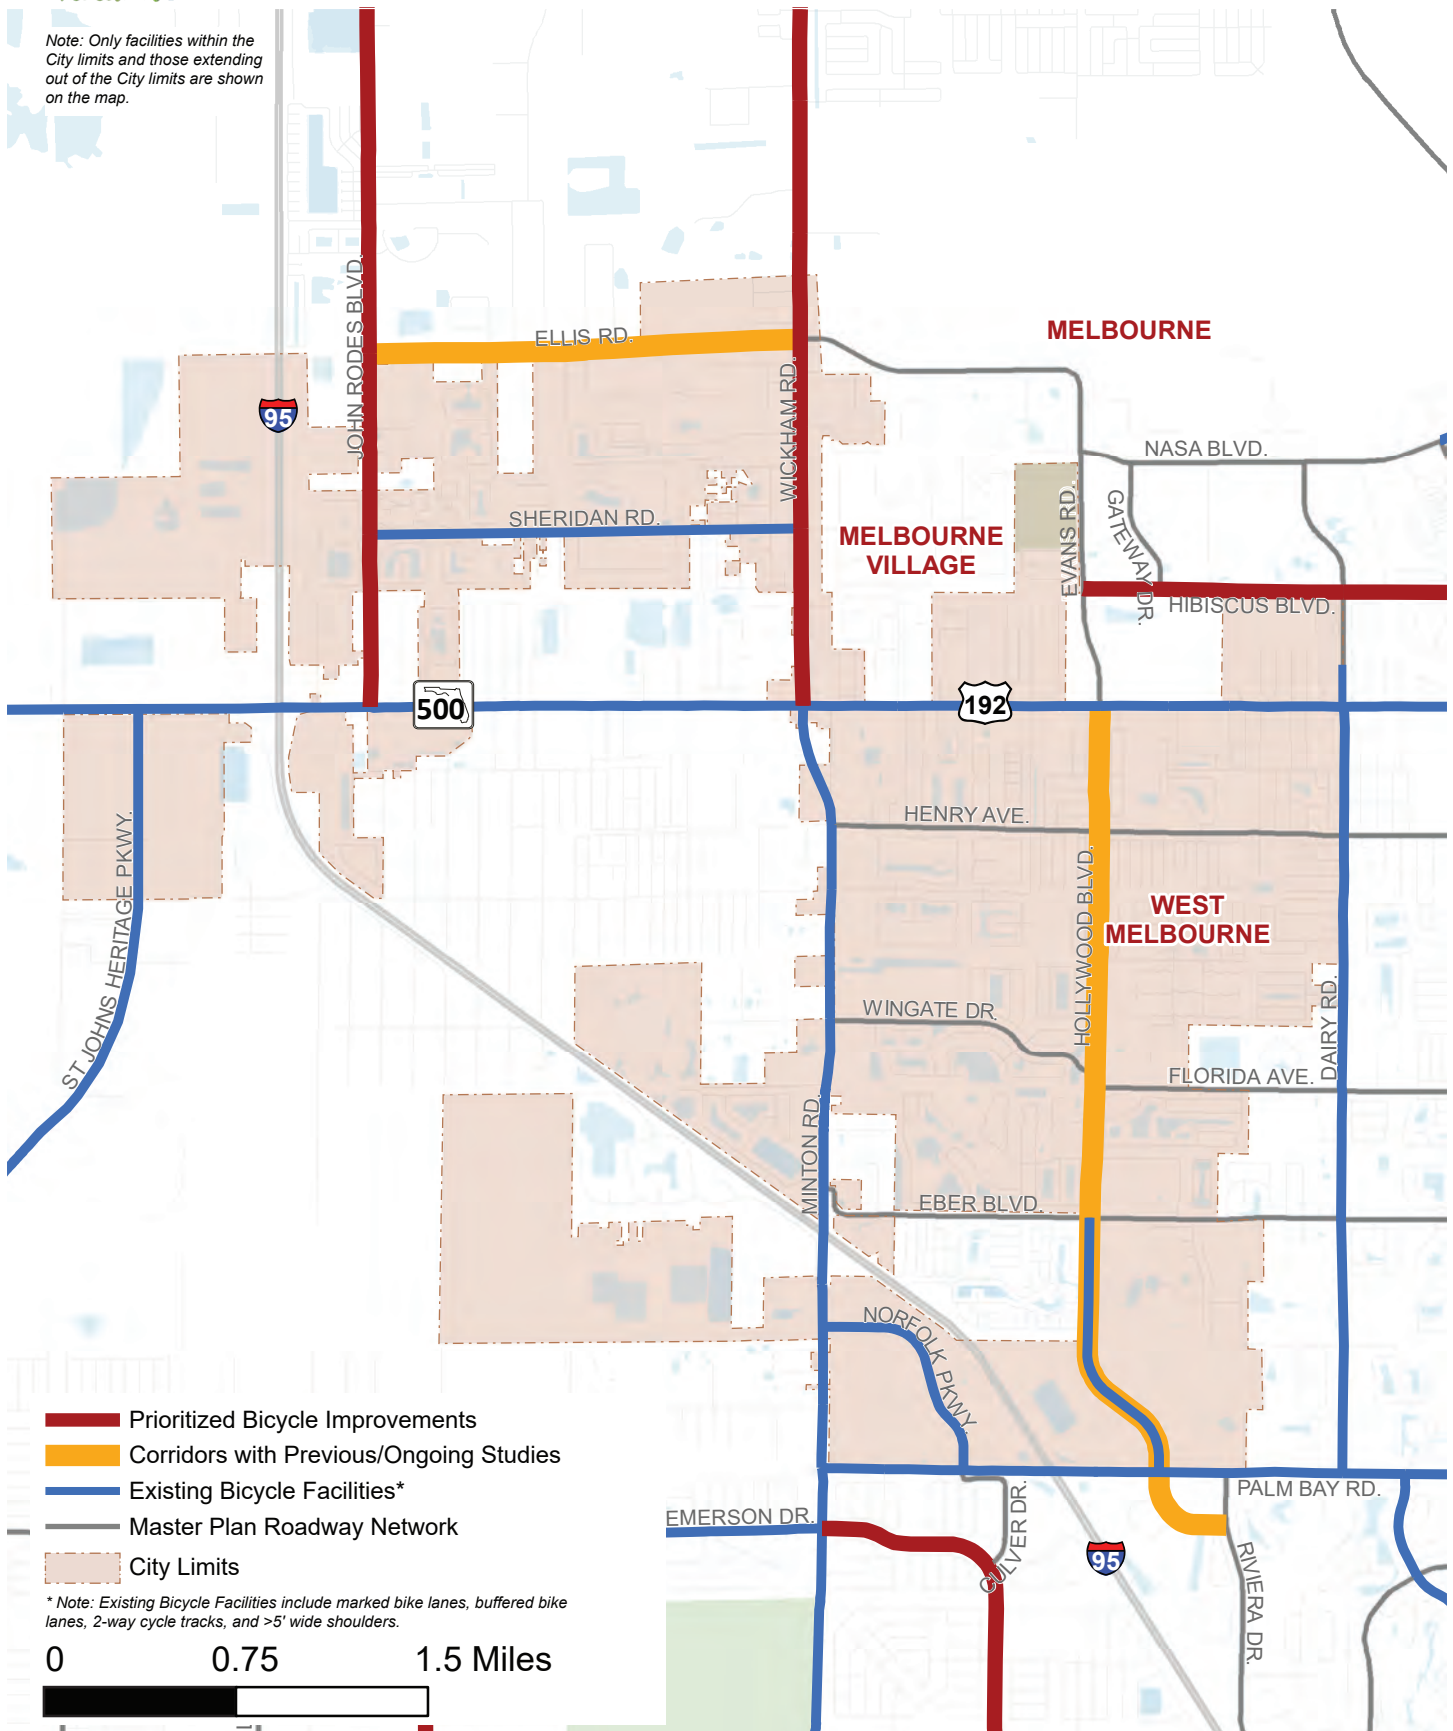 Note: Only facilities within the
City limits and those extending
out of the City limits are shown
on the map.
JOHN RODES BLVD.
ELLIS RD.
WICKHAM RD.
MELBOURNE
95
NASA BLVD.
SHERIDAN RD.
MELBOURNE
VILLAGE
EVANS RD.
GATEWAY DR.
HIBISCUS BLVD.
500
192
HENRY AVE.
ST JOHNS HERITAGE PKWY.
HOLLYWOOD BLVD.
WEST
MELBOURNE
WINGATE DR.
DAIRY RD.
FLORIDA AVE.
MINTON RD.
EBER BLVD.
NORFOLK PKWY.
PALM BAY RD.
EMERSON DR.
CULVER DR.
95
RIVIERA DR.
Prioritized Bicycle Improvements
Corridors with Previous/Ongoing Studies
Existing Bicycle Facilities*
Master Plan Roadway Network
City Limits
* Note: Existing Bicycle Facilities include marked bike lanes, buffered bike
lanes, 2-way cycle tracks, and >5' wide shoulders.
0 0.75 1.5 Miles